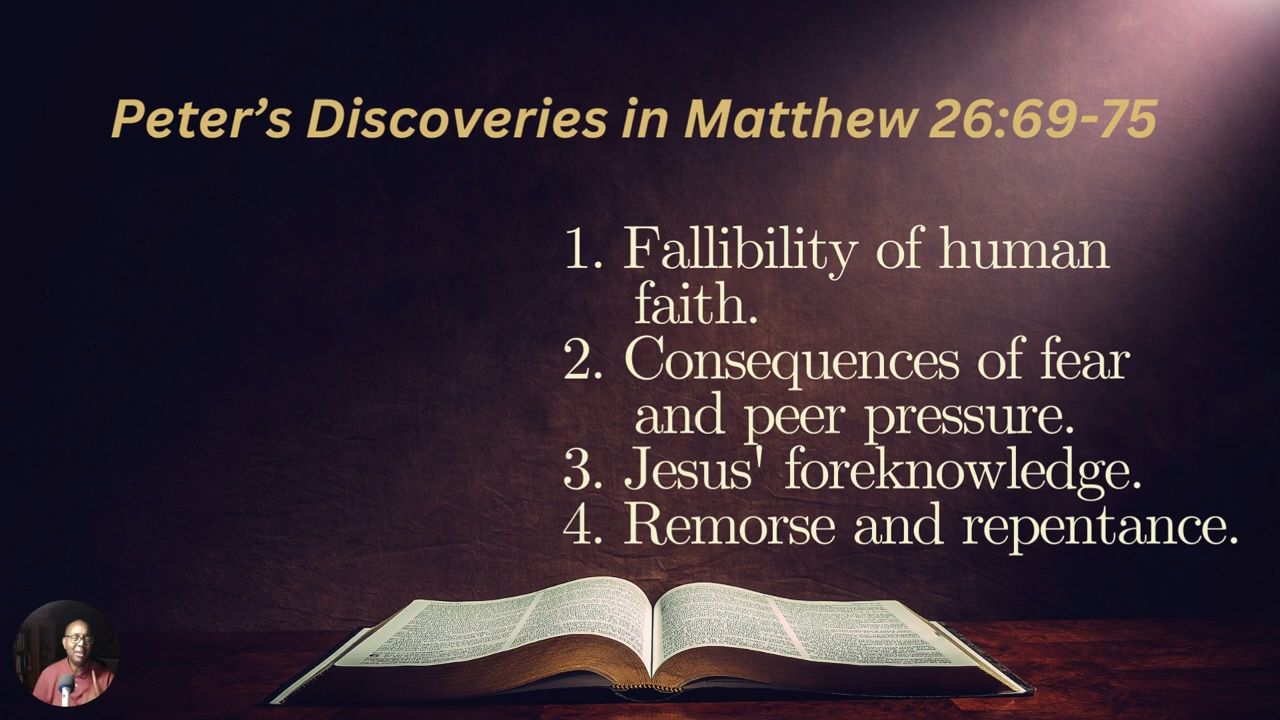 Peter’s Discoveries in Matthew 26:69-75
1. Fallibility of human
faith.
2. Consequences of fear
and peer pressure.
3. Jesus' foreknowledge.
4. Remorse and repentance.